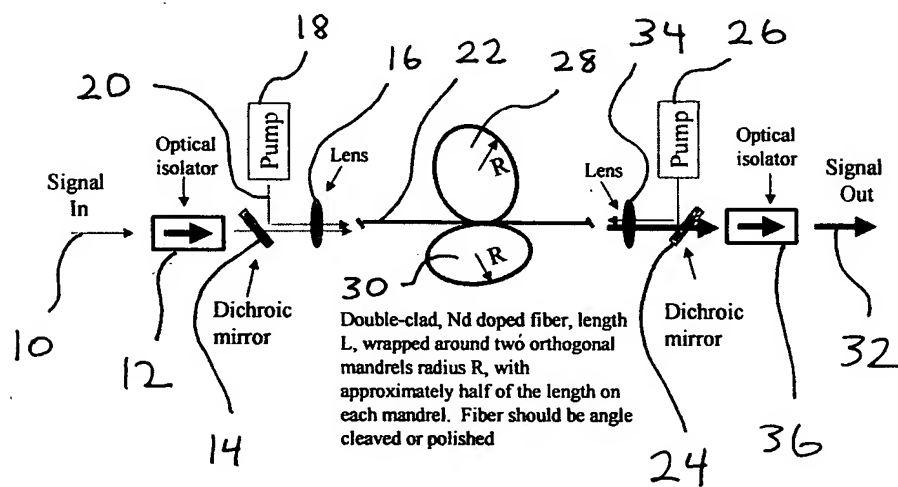 18
34
26
20
16
22
28
Pump
Pump
Optical
isolator
Lens
R
Lens
Optical
isolator
Signal
In
Signal
Out
10
12
Dichroic
mirror
14
30
R
Dichroic
mirror
24
36
32
Double-clad, Nd doped fiber, length
L, wrapped around two orthogonal
mandrels radius R, with
approximately half of the length on
each mandrel. Fiber should be angle
cleaved or polished